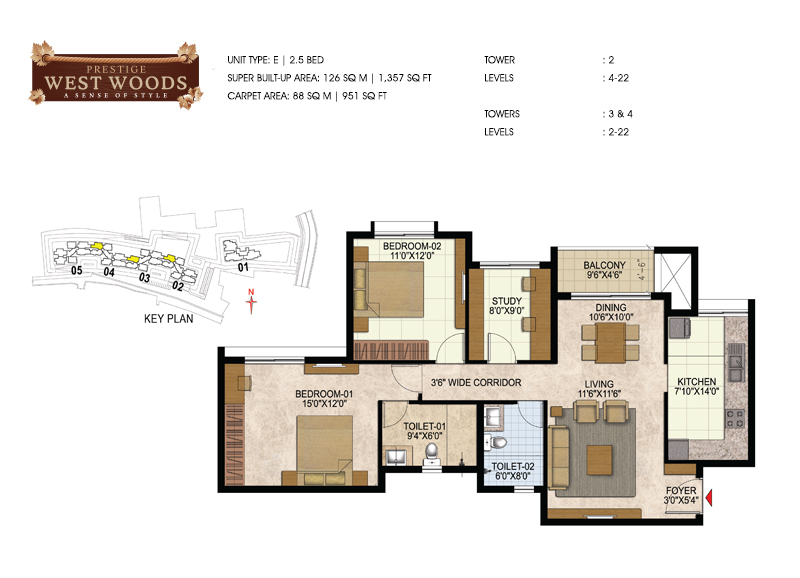 PRESTIGE
WEST WOODS
A SENSE OF STYLE
UNIT TYPE: E | 2.5 BED
SUPER BUILT-UP AREA: 126 SQ M | 1,357 SQ FT
CARPET AREA: 88 SQ M | 951 SQ FT
TOWER : 2
LEVELS : 4-22
TOWERS : 3 & 4
LEVELS : 2-22
05
04
03
02
01
N
KEY PLAN
BEDROOM-02
11'0"X12'0"
STUDY
8'0"X9'0"
BALCONY
9'6"X4'6"
4'-6"
DINING
10'6"X10'0"
BEDROOM-01
15'0"X12'0"
3'6" WIDE CORRIDOR
LIVING
11'6"X11'6"
KITCHEN
7'10"X14'0"
TOILET-01
9'4"X6'0"
TOILET-02
6'0"X8'0"
FOYER
3'0"X5'4"